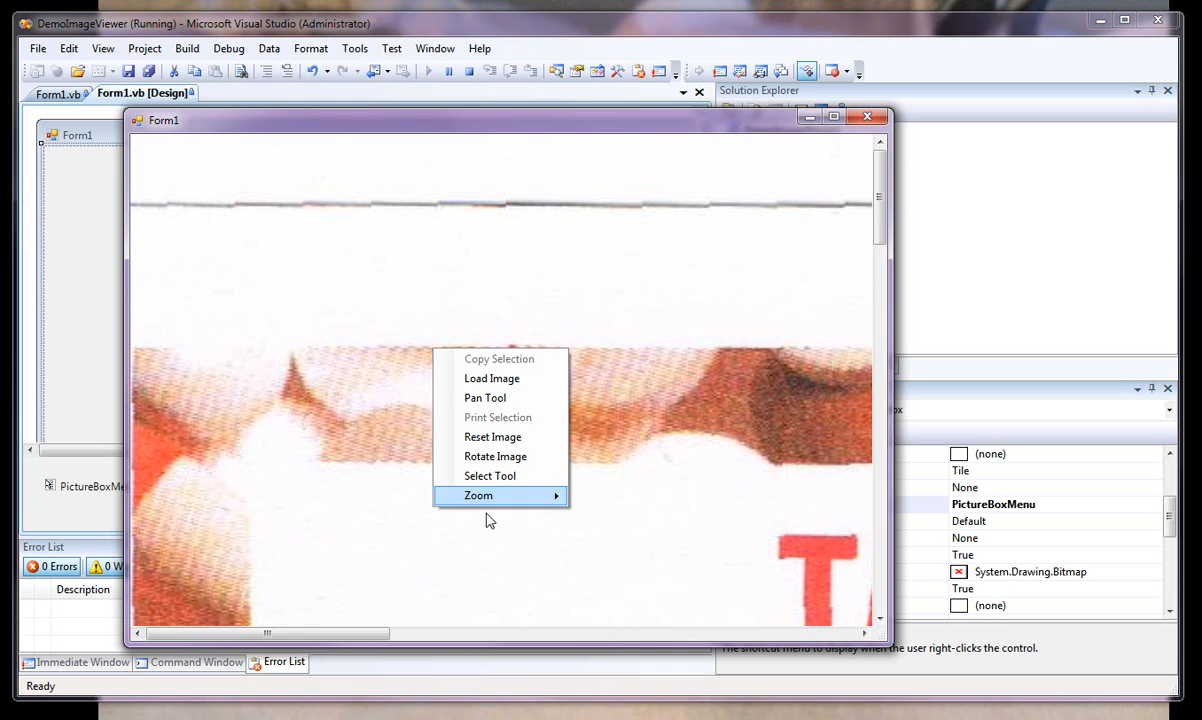 DemoImageViewer (Running) - Microsoft Visual Studio (Administrator)
File Edit View Project Build Debug Data Format Tools Test Window Help
Form1.vb Form1.vb [Design]
Solution Explorer
Form1
Form1
Copy Selection
Load Image
Pan Tool
Print Selection
Reset Image
Rotate Image
Select Tool
Zoom
(none)
Tile
None
PictureBoxMenu
Default
None
True
System.Drawing.Bitmap
True
(none)
Error List
0 Errors 0
Description
The shortcut menu to display when the user right-clicks the control.
Immediate Window Command Window Error List
Ready